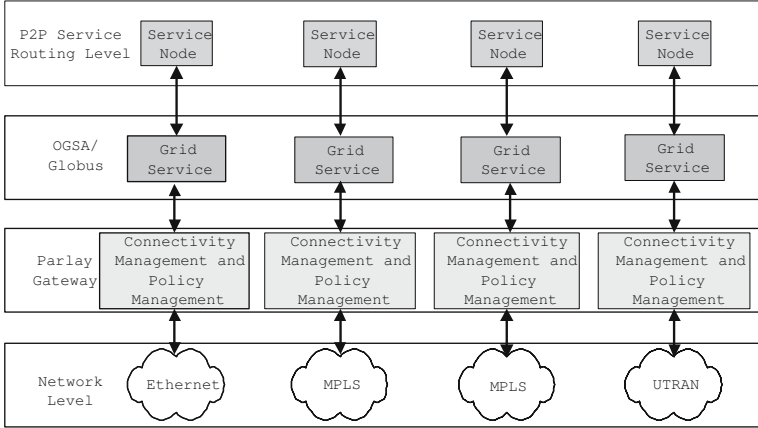 P2P Service
Routing Level
Service
Node
Service
Node
Service
Node
Service
Node
OGSA/
Globus
Grid
Service
Grid
Service
Grid
Service
Grid
Service
Parlay
Gateway
Connectivity
Management and
Policy
Management
Connectivity
Management and
Policy
Management
Connectivity
Management and
Policy
Management
Connectivity
Management and
Policy
Management
Network
Level
Ethernet
MPLS
MPLS
UTRAN